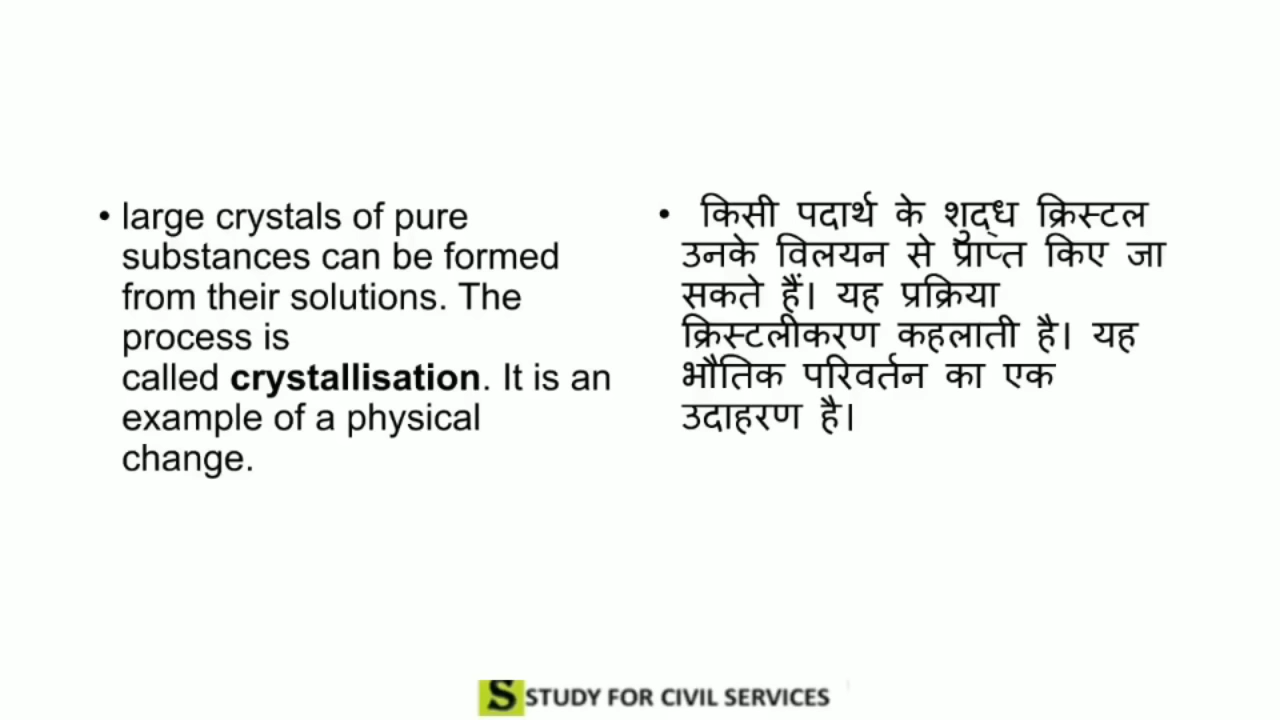 • large crystals of pure
substances can be formed
from their solutions. The
process is
called crystallisation. It is an
example of a physical
change.
• किसी पदार्थ के शुद्ध क्रिस्टल
उनके विलयन से प्राप्त किए जा
सकते हैं। यह प्रक्रिया
क्रिस्टलीकरण कहलाती है। यह
भौतिक परिवर्तन का एक
उदाहरण है।
S STUDY FOR CIVIL SERVICES